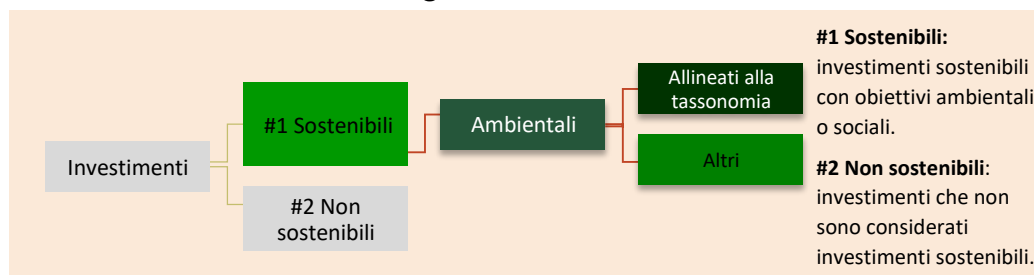 g
Investimenti
#1 Sostenibili
#2 Non
sostenibili
Ambientali
Allineati alla
tassonomia
Altri
#1 Sostenibili:
investimenti sostenibili
con obiettivi ambientali
o sociali.
#2 Non sostenibili:
investimenti che non
sono considerati
investimenti sostenibili.